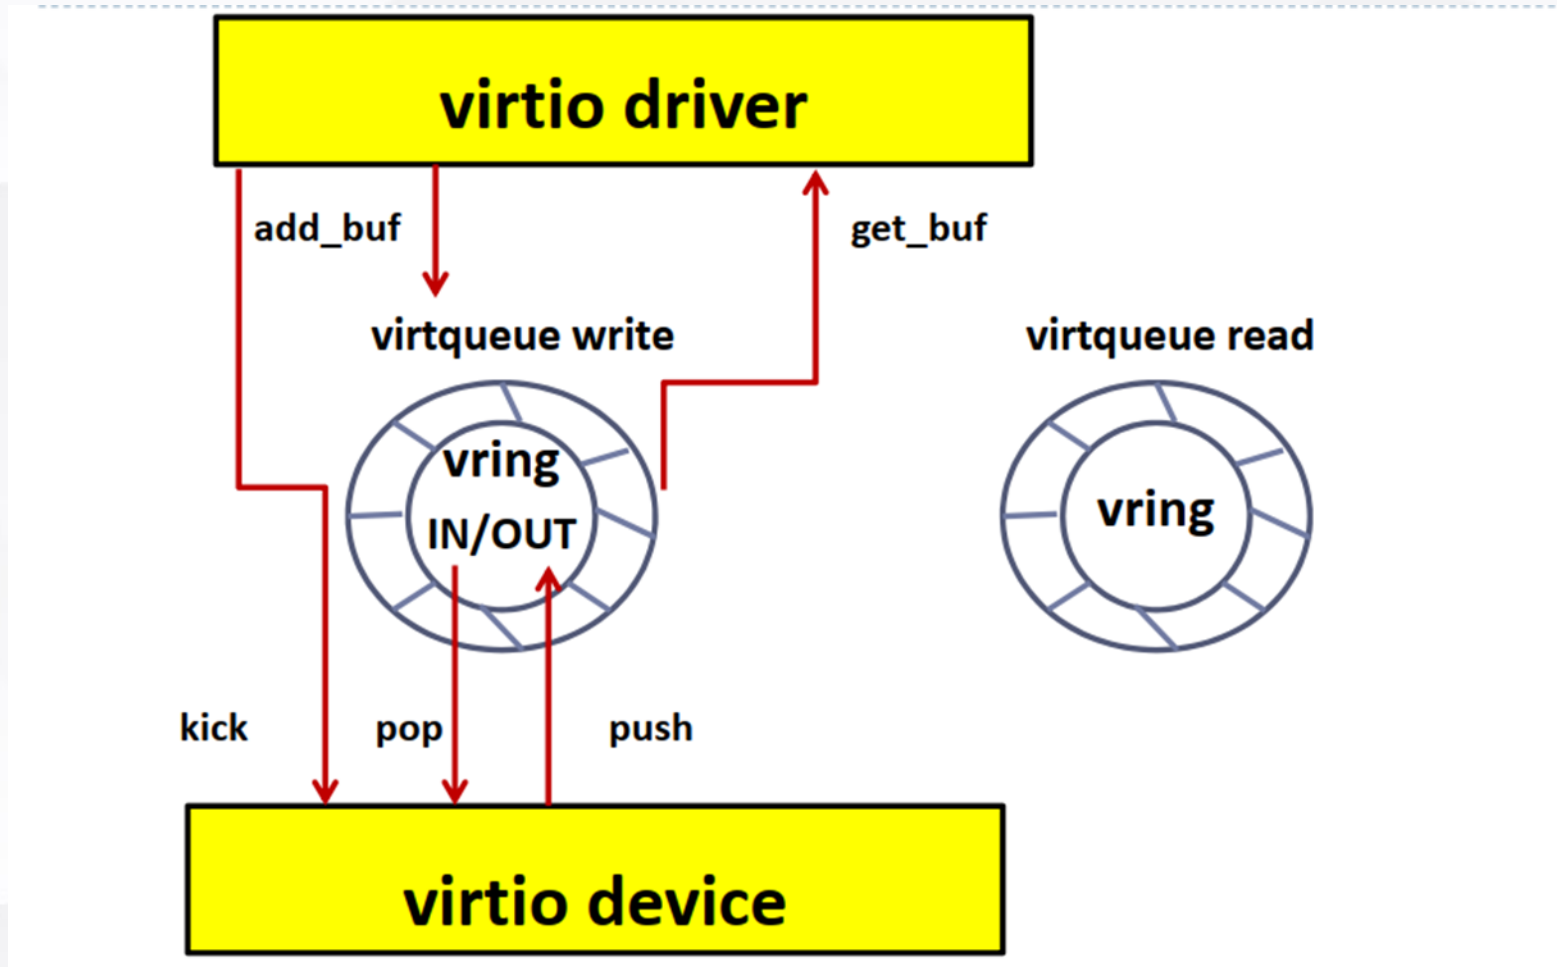 virtio driver
add_buf
get_buf
virtqueue write
virtqueue read
vring
IN/OUT
vring
kick
pop
push
virtio device